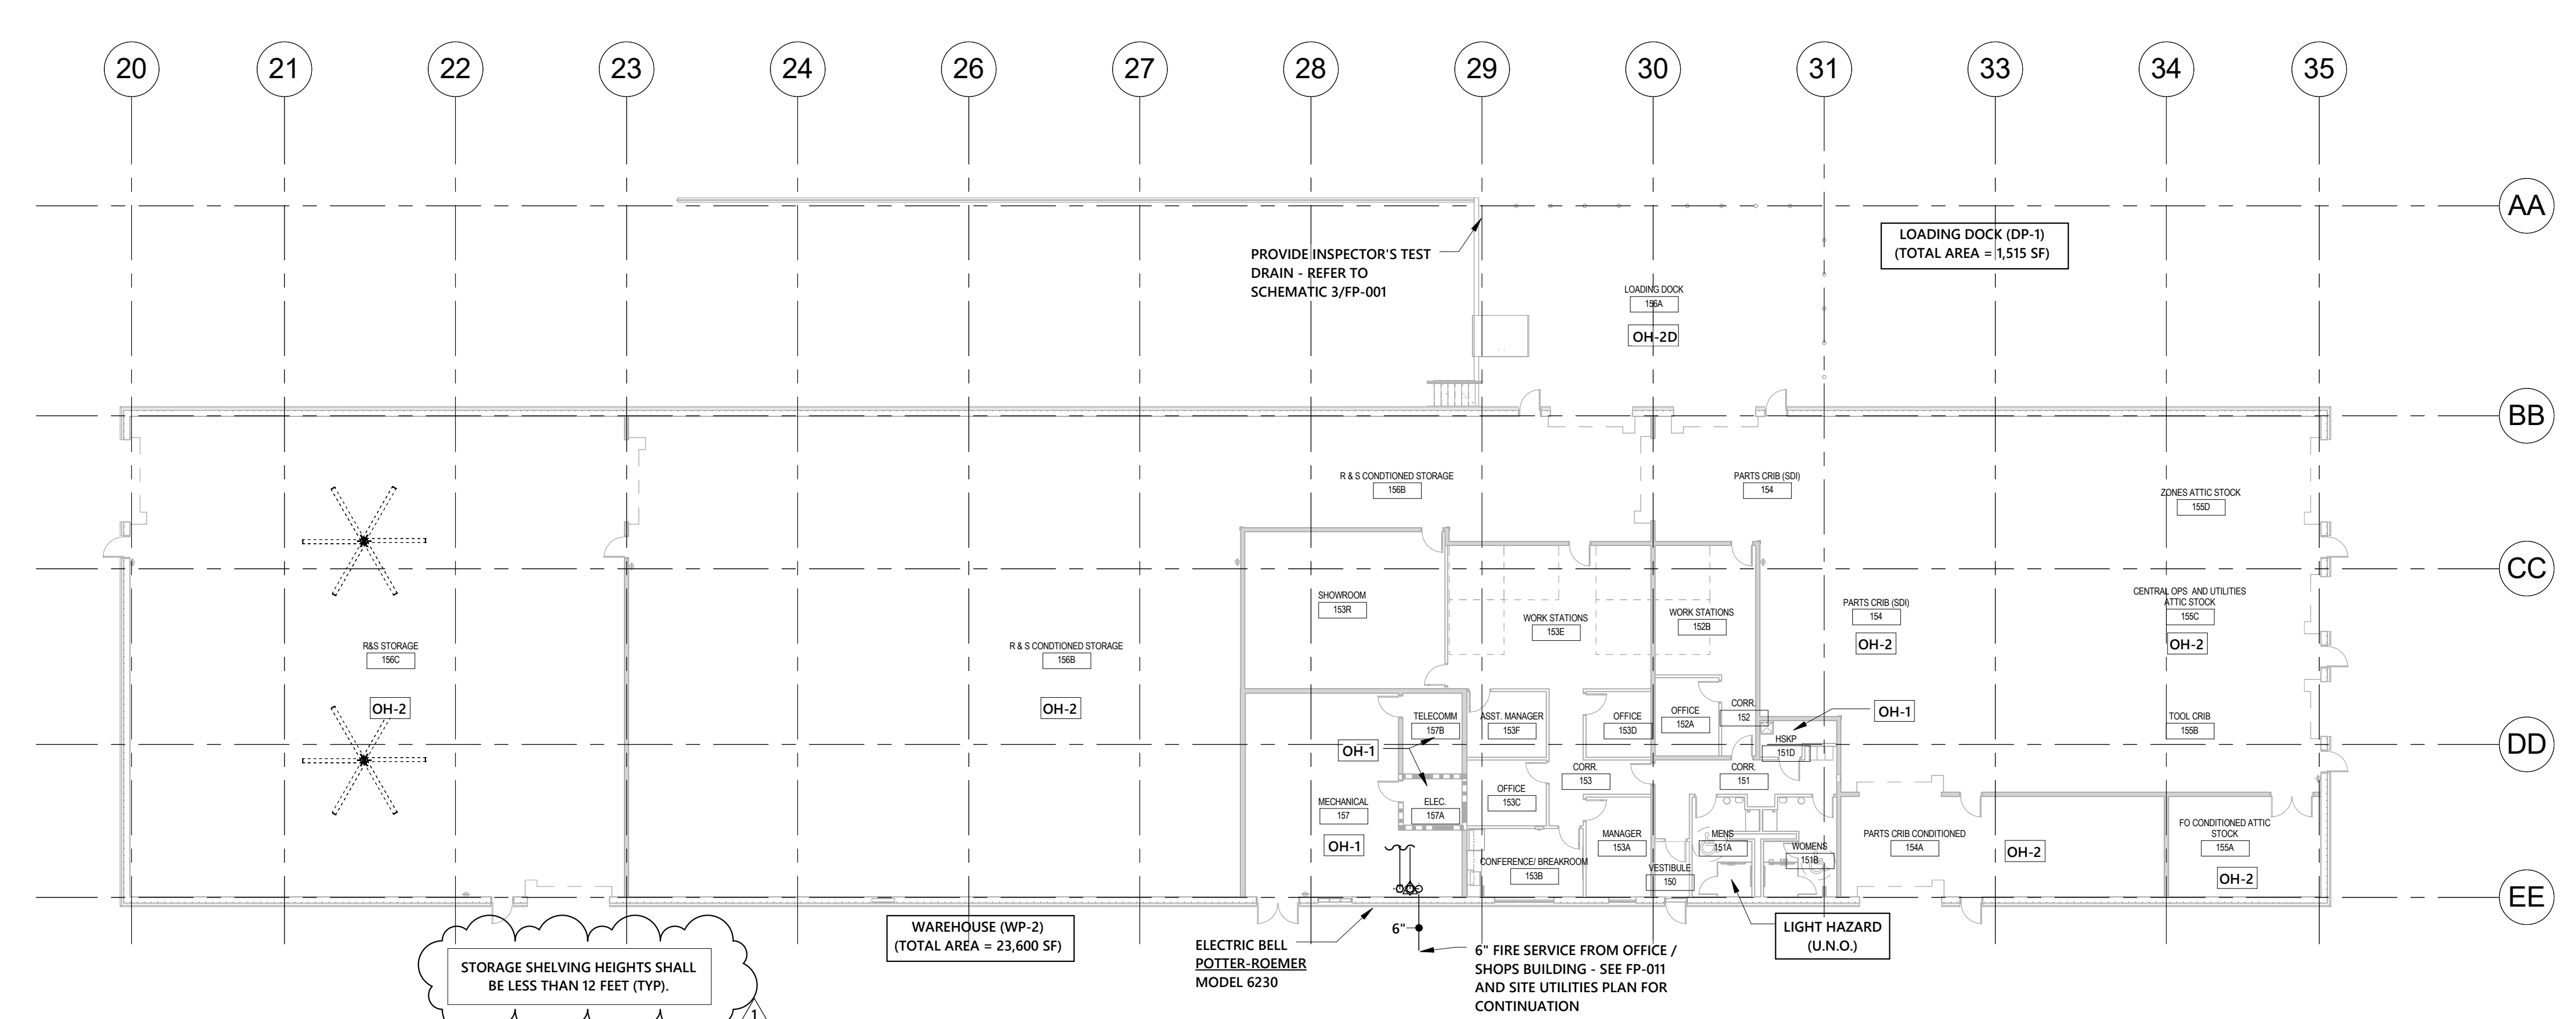 20
21
22
23
24
26
27
28
29
30
31
33
34
35
AA
PROVIDE INSPECTOR'S TEST
DRAIN - REFER TO
SCHEMATIC 3/FP-001
LOADING DOCK (DP-1)
(TOTAL AREA = 1,515 SF)
LOADING DOCK
156A
OH-2D
BB
R & S CONDTIONED STORAGE
156B
PARTS CRIB (SDI)
154
ZONES ATTIC STOCK
155D
CC
SHOWROOM
153R
WORK STATIONS
153E
WORK STATIONS
152B
PARTS CRIB (SDI)
154
OH-2
CENTRAL OPS AND UTILITIES
ATTIC STOCK
155C
OH-2
R&S STORAGE
156C
OH-2
R & S CONDTIONED STORAGE
156B
OH-2
TELECOMM
157B
ASST. MANAGER
153F
OFFICE
153D
OFFICE
152A
CORR.
152
OH-1
TOOL CRIB
155B
OH-1
HSKP
151D
DD
CORR.
153
CORR.
151
OFFICE
153C
MECHANICAL
157
OH-1
ELEC.
157A
MANAGER
153A
MENS
151A
WOMENS
151B
PARTS CRIB CONDITIONED
154A
OH-2
FO CONDITIONED ATTIC
STOCK
155A
OH-2
CONFERENCE/ BREAKROOM
153B
VESTIBULE
150
EE
WAREHOUSE (WP-2)
(TOTAL AREA = 23,600 SF)
6"
LIGHT HAZARD
(U.N.O.)
ELECTRIC BELL
POTTER-ROEMER
MODEL 6230
6" FIRE SERVICE FROM OFFICE /
SHOPS BUILDING - SEE FP-011
AND SITE UTILITIES PLAN FOR
CONTINUATION
STORAGE SHELVING HEIGHTS SHALL
BE LESS THAN 12 FEET (TYP).
1